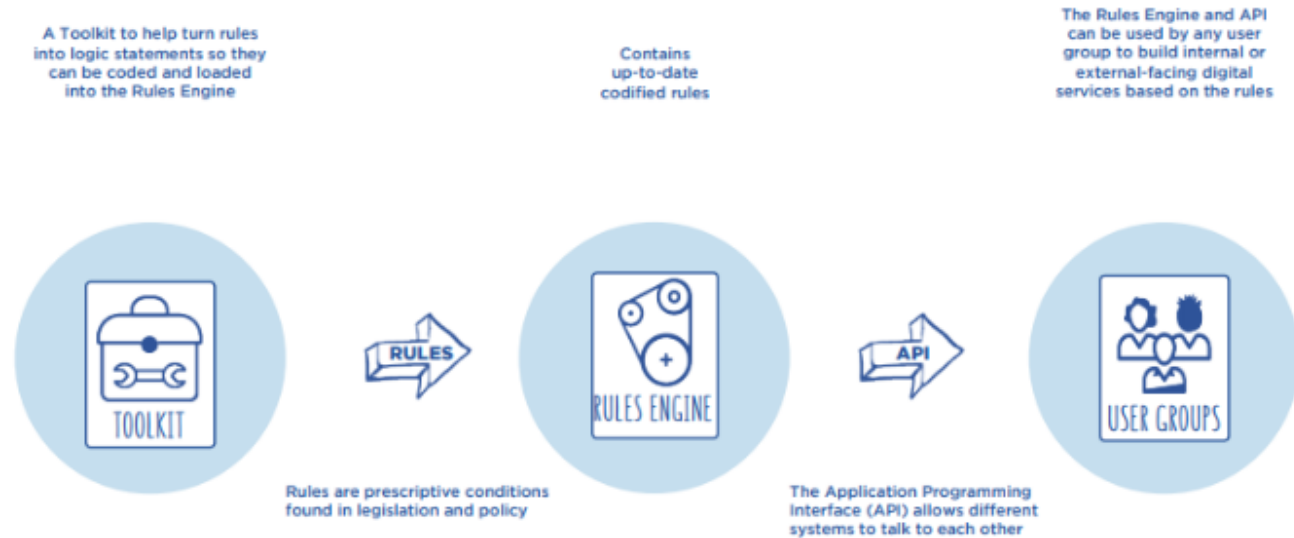 A Toolkit to help turn rules
into logic statements so they
can be coded and loaded
into the Rules Engine
Contains
up-to-date
codified rules
The Rules Engine and API
can be used by any user
group to build internal or
external-facing digital
services based on the rules
TOOLKIT
RULES
RULES ENGINE
API
USER GROUPS
Rules are prescriptive conditions
found in legislation and policy
The Application Programming
Interface (API) allows different
systems to talk to each other